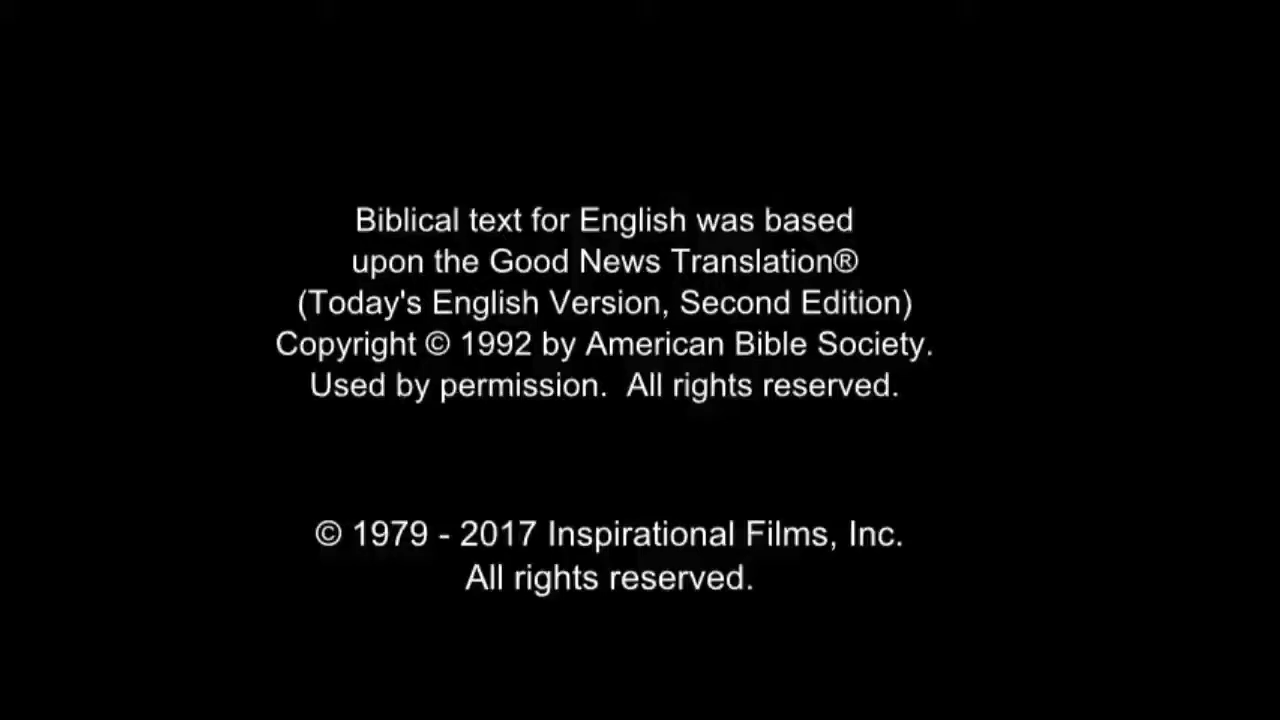 Biblical text for English was based
upon the Good News Translation®
(Today's English Version, Second Edition)
Copyright © 1992 by American Bible Society.
Used by permission.  All rights reserved.
© 1979 - 2017 Inspirational Films, Inc.
All rights reserved.